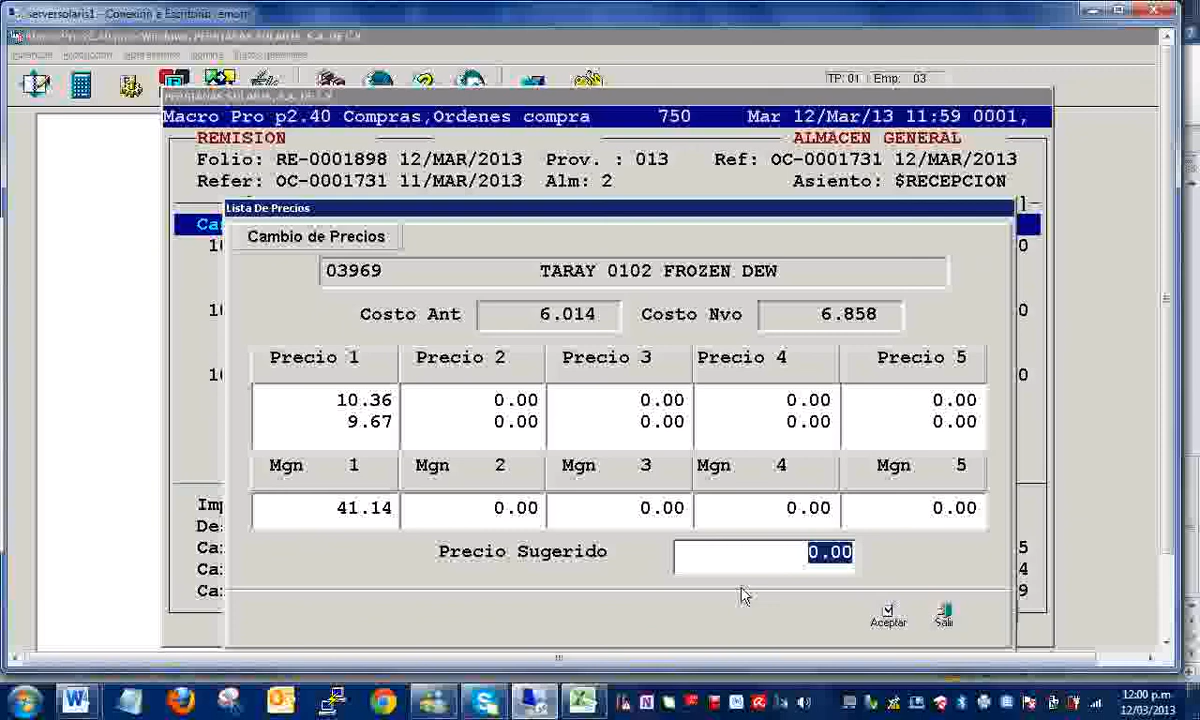 serversolaris1 - Conexión a Escritorio remoto
TP: 01 Emp: 03
Macro Pro p2.40 Compras,Ordenes compra 750 Mar 12/Mar/13 11:59 0001,
REMISION ALMACEN GENERAL
Folio: RE-0001898 12/MAR/2013 Prov. : 013 Ref: OC-0001731 12/MAR/2013
Refer: OC-0001731 11/MAR/2013 Alm: 2 Asiento: $RECEPCION
Lista De Precios
Cambio de Precios
03969 TARAY 0102 FROZEN DEW
Costo Ant 6.014 Costo Nvo 6.858
Precio 1 Precio 2 Precio 3 Precio 4 Precio 5
10.36 0.00 0.00 0.00 0.00
9.67 0.00 0.00 0.00 0.00
Mgn 1 Mgn 2 Mgn 3 Mgn 4 Mgn 5
41.14 0.00 0.00 0.00 0.00
Precio Sugerido 0.00
Aceptar Salir
12:00 p.m.
12/03/2013